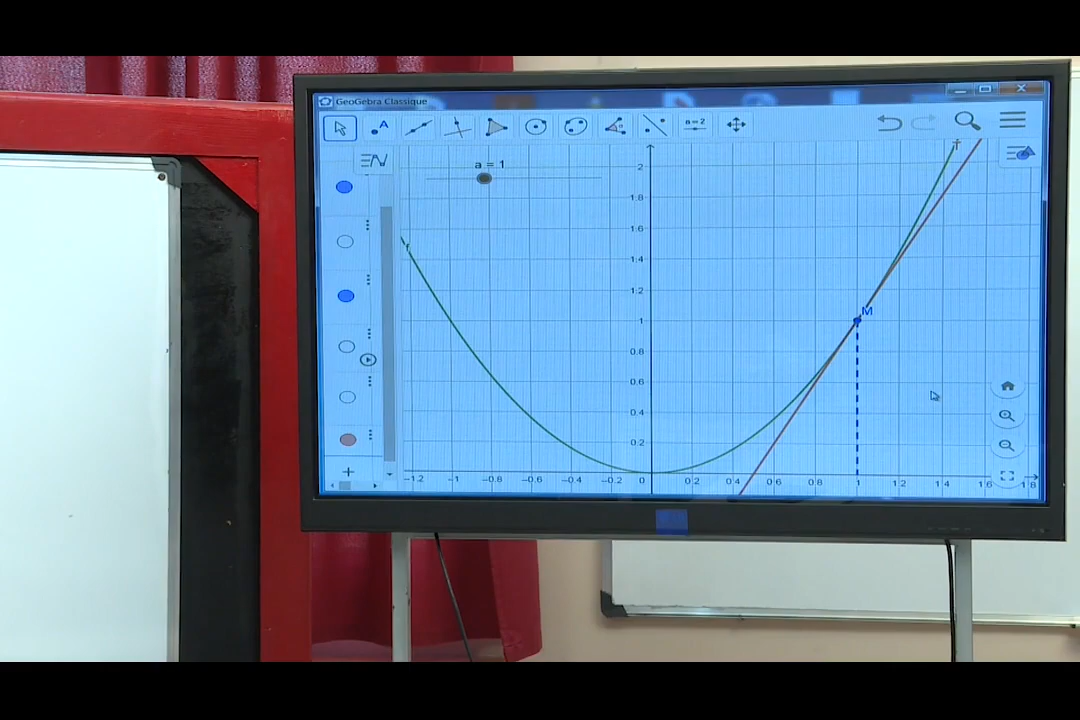 GeoGebra Classique
A
a=2
a = 1
f
f
2
1.8
1.6
1.4
1.2
M
1
0.8
0.6
0.4
0.2
−1.2 −1 −0.8 −0.6 −0.4 −0.2 0 0.2 0.4 0.6 0.8 1 1.2 1.4 1.6 1.8